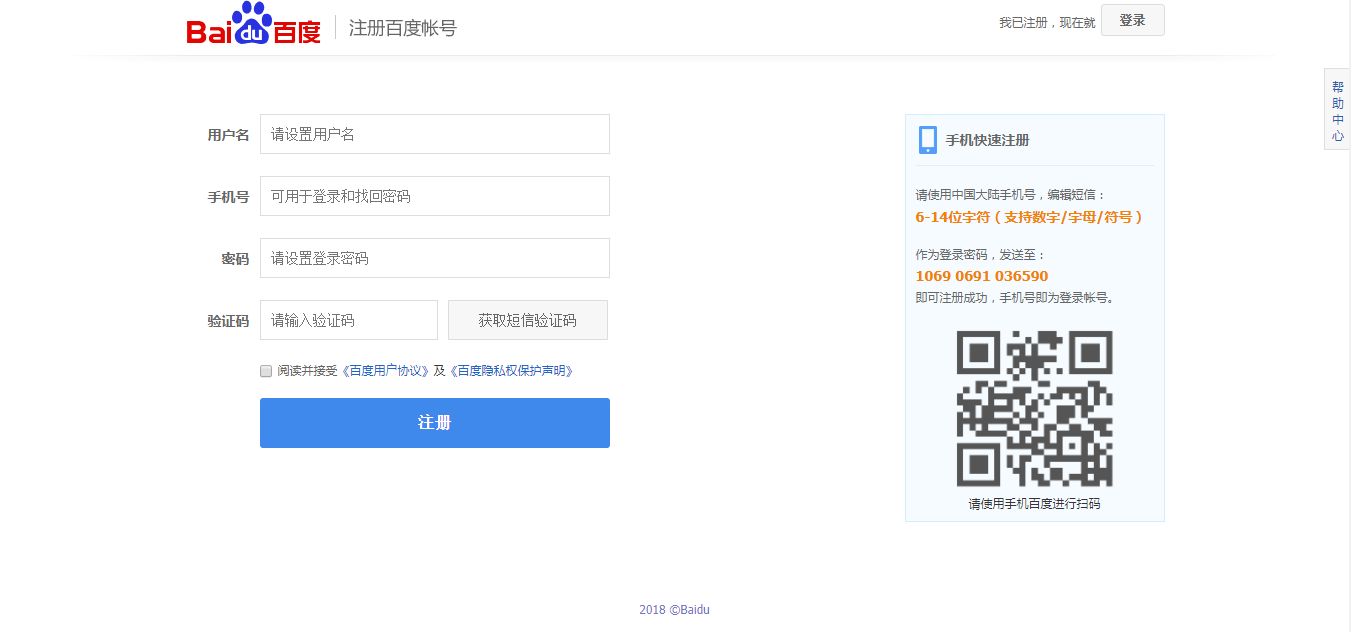 Bai du 百度 注册百度帐号
我已注册，现在就 登录
帮助中心
用户名 请设置用户名
手机号 可用于登录和找回密码
密码 请设置登录密码
验证码 请输入验证码 获取短信验证码
阅读并接受《百度用户协议》及《百度隐私权保护声明》
注册
手机快速注册
请使用中国大陆手机号，编辑短信：
6-14位字符（支持数字/字母/符号）
作为登录密码，发送至：
1069 0691 036590
即可注册成功，手机号即为登录帐号。
请使用手机百度进行扫码
2018 ©Baidu